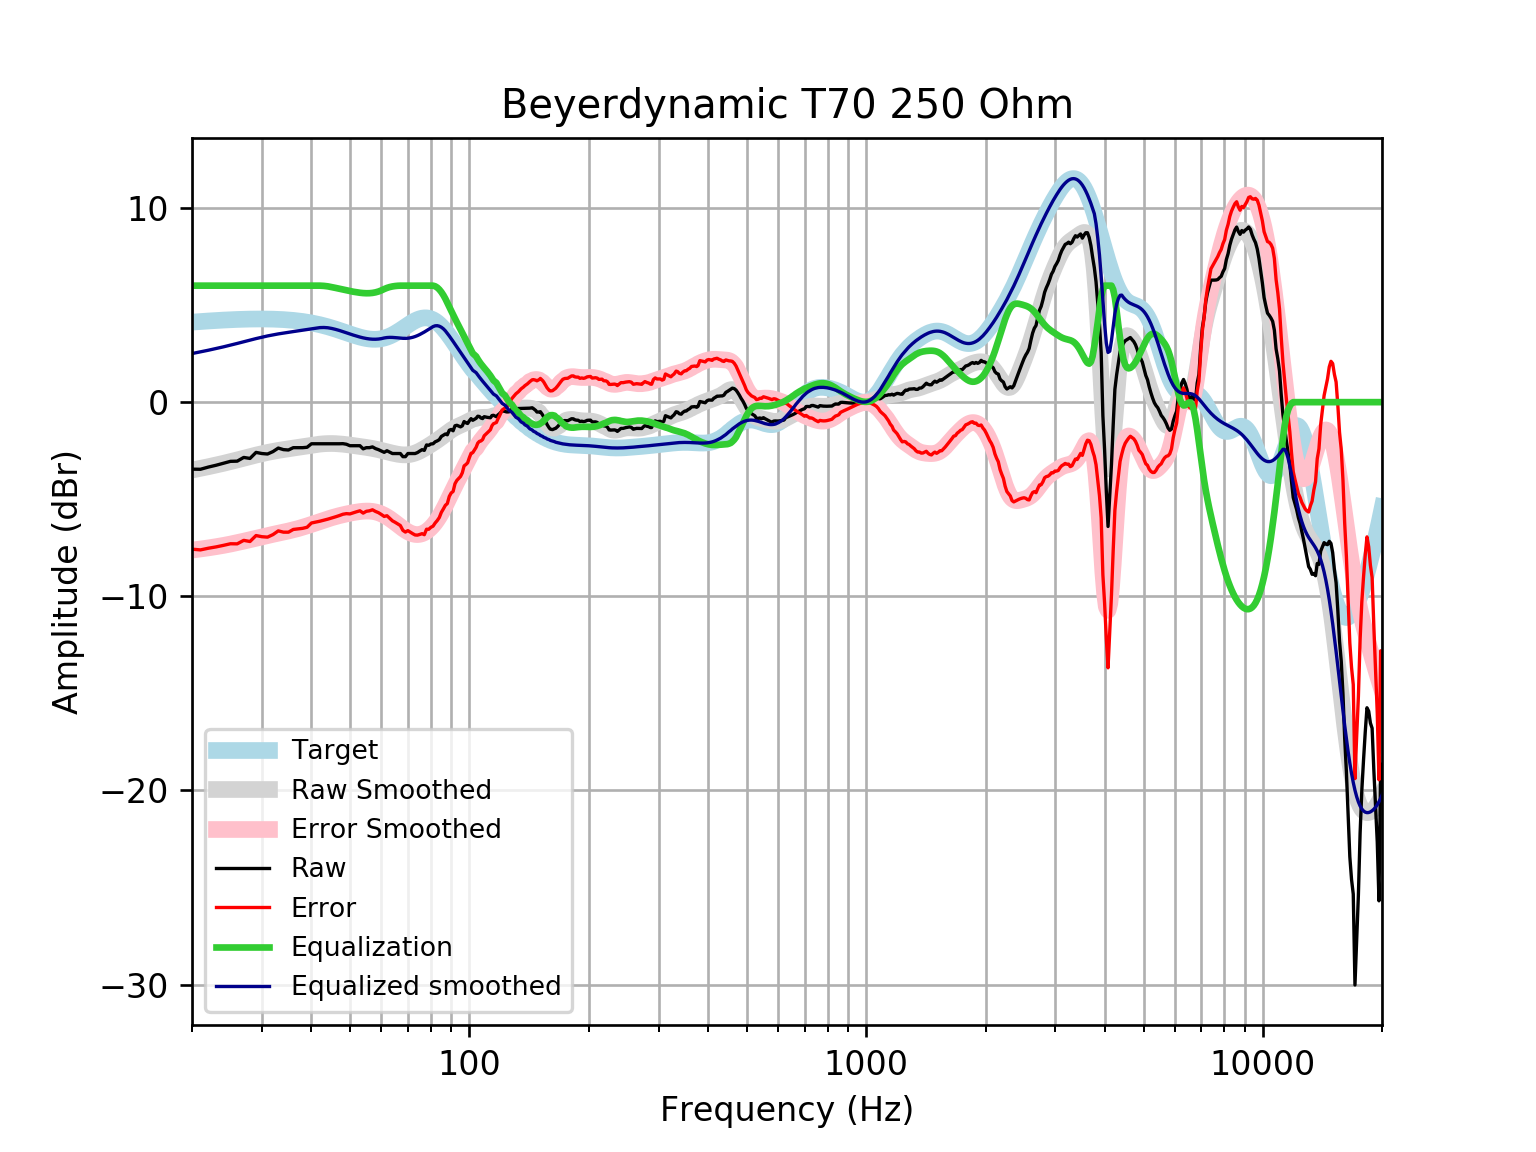 Beyerdynamic T70 250 Ohm
10
0
−10
−20
−30
Amplitude (dBr)
Target
Raw Smoothed
Error Smoothed
Raw
Error
Equalization
Equalized smoothed
100
1000
10000
Frequency (Hz)